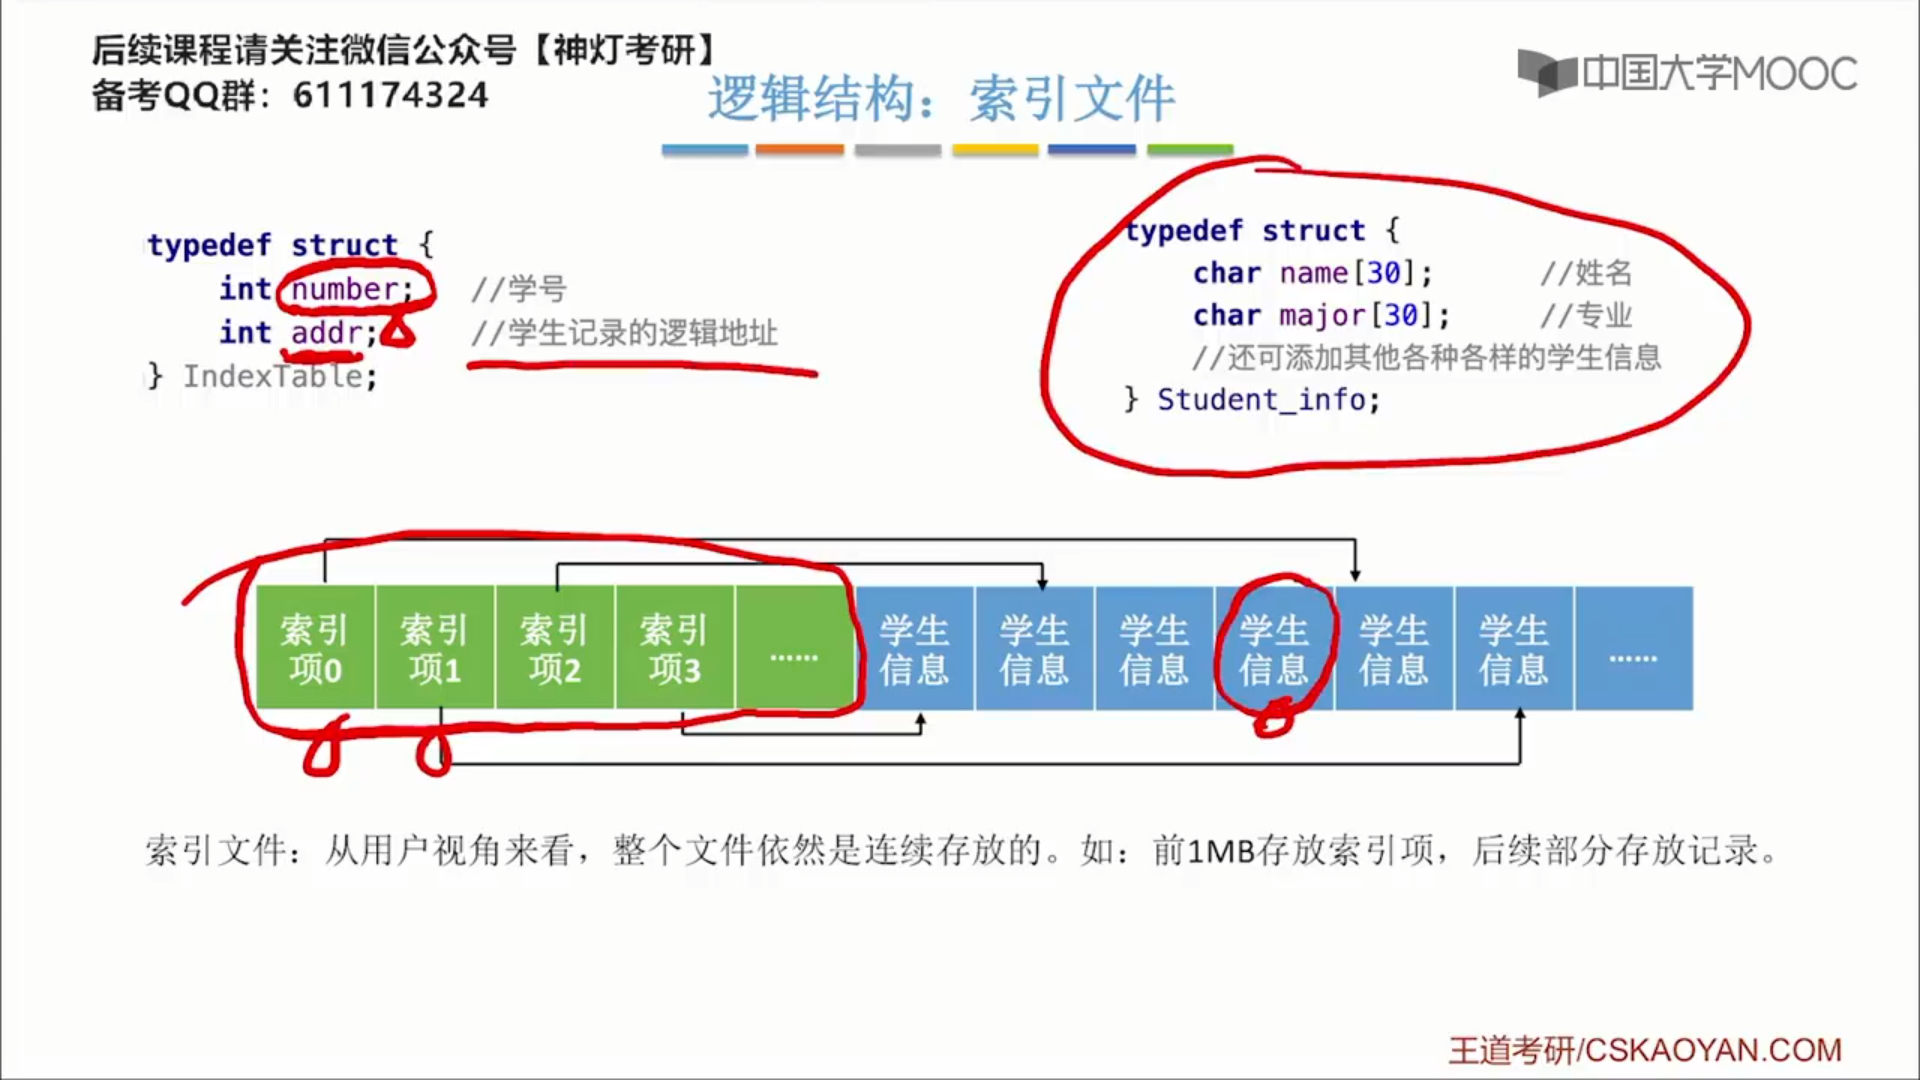 后续课程请关注微信公众号【神灯考研】
备考QQ群：611174324
中国大学MOOC
逻辑结构：索引文件
typedef struct {
int number; //学号
int addr; //学生记录的逻辑地址
} IndexTable;
typedef struct {
char name[30]; //姓名
char major[30]; //专业
//还可添加其他各种各样的学生信息
} Student_info;
索引项0 索引项1 索引项2 索引项3 …… 学生信息 学生信息 学生信息 学生信息 学生信息 学生信息 ……
索引文件：从用户视角来看，整个文件依然是连续存放的。如：前1MB存放索引项，后续部分存放记录。
王道考研/CSKAOYAN.COM